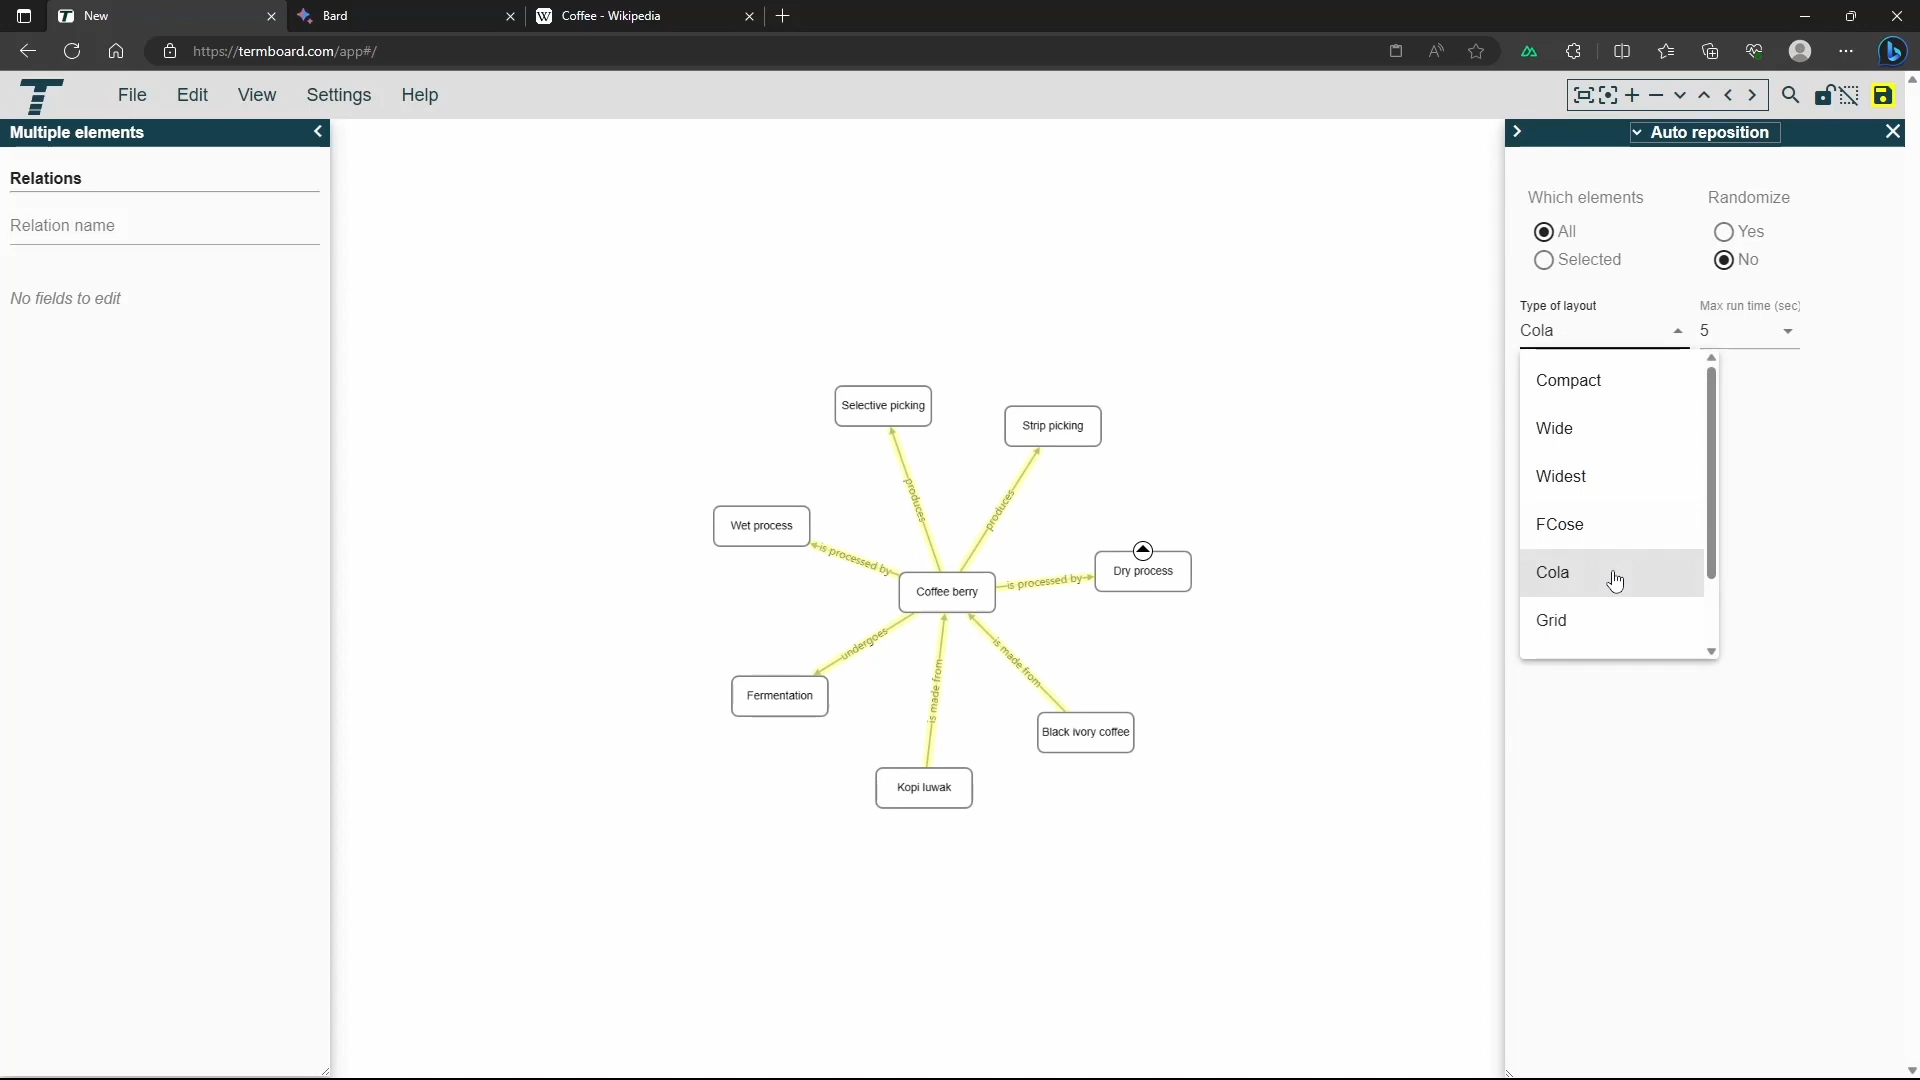 New
Bard
Coffee - Wikipedia
https://termboard.com/app#/
File Edit View Settings Help
Multiple elements
Relations
Relation name
No fields to edit
Selective picking
Strip picking
produces
produces
Wet process
is processed by
Dry process
is processed by
Coffee berry
undergoes
is made from
is made from
Fermentation
Black ivory coffee
Kopi luwak
Auto reposition
Which elements Randomize
All Yes
Selected No
Type of layout Max run time (sec)
Cola 5
Compact
Wide
Widest
FCose
Cola
Grid